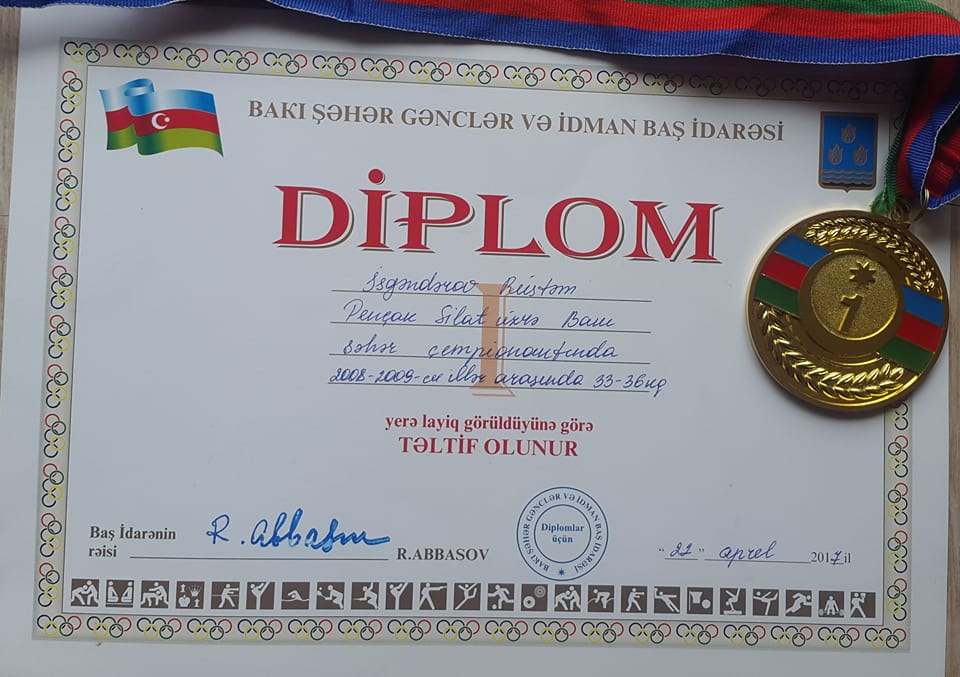 BAKI ŞƏHƏR GƏNCLƏR VƏ İDMAN BAŞ İDARƏSİ
DİPLOM
I
İsgəndərov Rüstəm
Pençak Silat üzrə Bakı
şəhər çempionatında
2008-2009-cu illər arasında 33-36 kq
yerə layiq görüldüyünə görə
TƏLTİF OLUNUR
Baş İdarənin
rəisi
R. Abbasov
R.ABBASOV
BAKI ŞƏHƏR GƏNCLƏR VƏ İDMAN BAŞ İDARƏSİ
Diplomlar
üçün
"22" aprel 2017 il
1